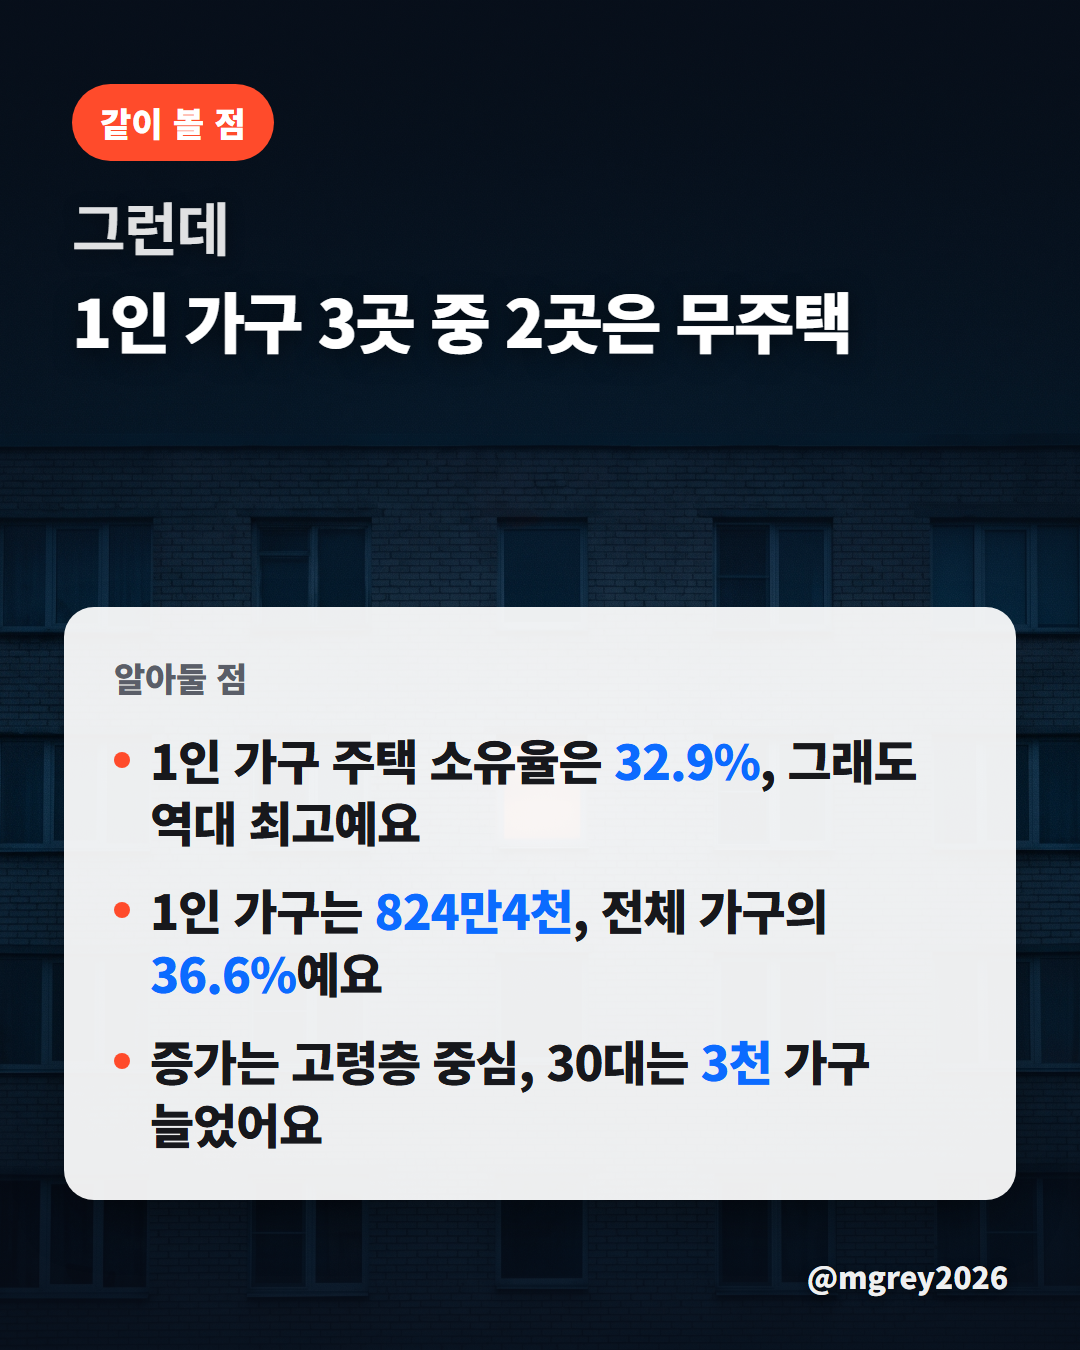 같이 볼 점
그런데
1인 가구 3곳 중 2곳은 무주택
알아둘 점
1인 가구 주택 소유율은 32.9%, 그래도
역대 최고예요
1인 가구는 824만4천, 전체 가구의
36.6%예요
증가는 고령층 중심, 30대는 3천 가구
늘었어요
@mgrey2026